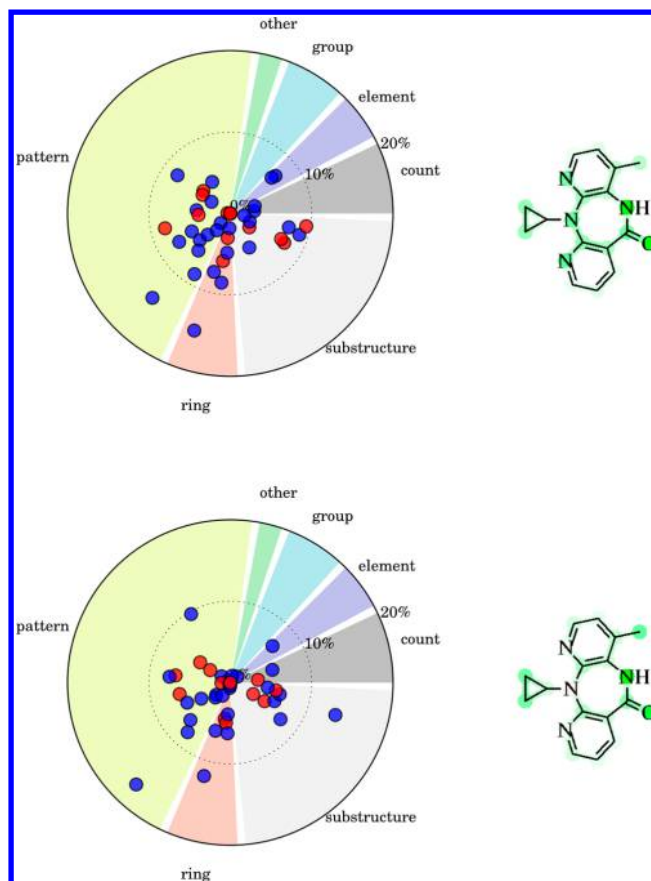 other
group
element
20%
pattern
10%
count
0%
substructure
ring
N
N
NH
N
O
other
group
element
20%
pattern
10%
count
%
substructure
ring
N
N
NH
N
O